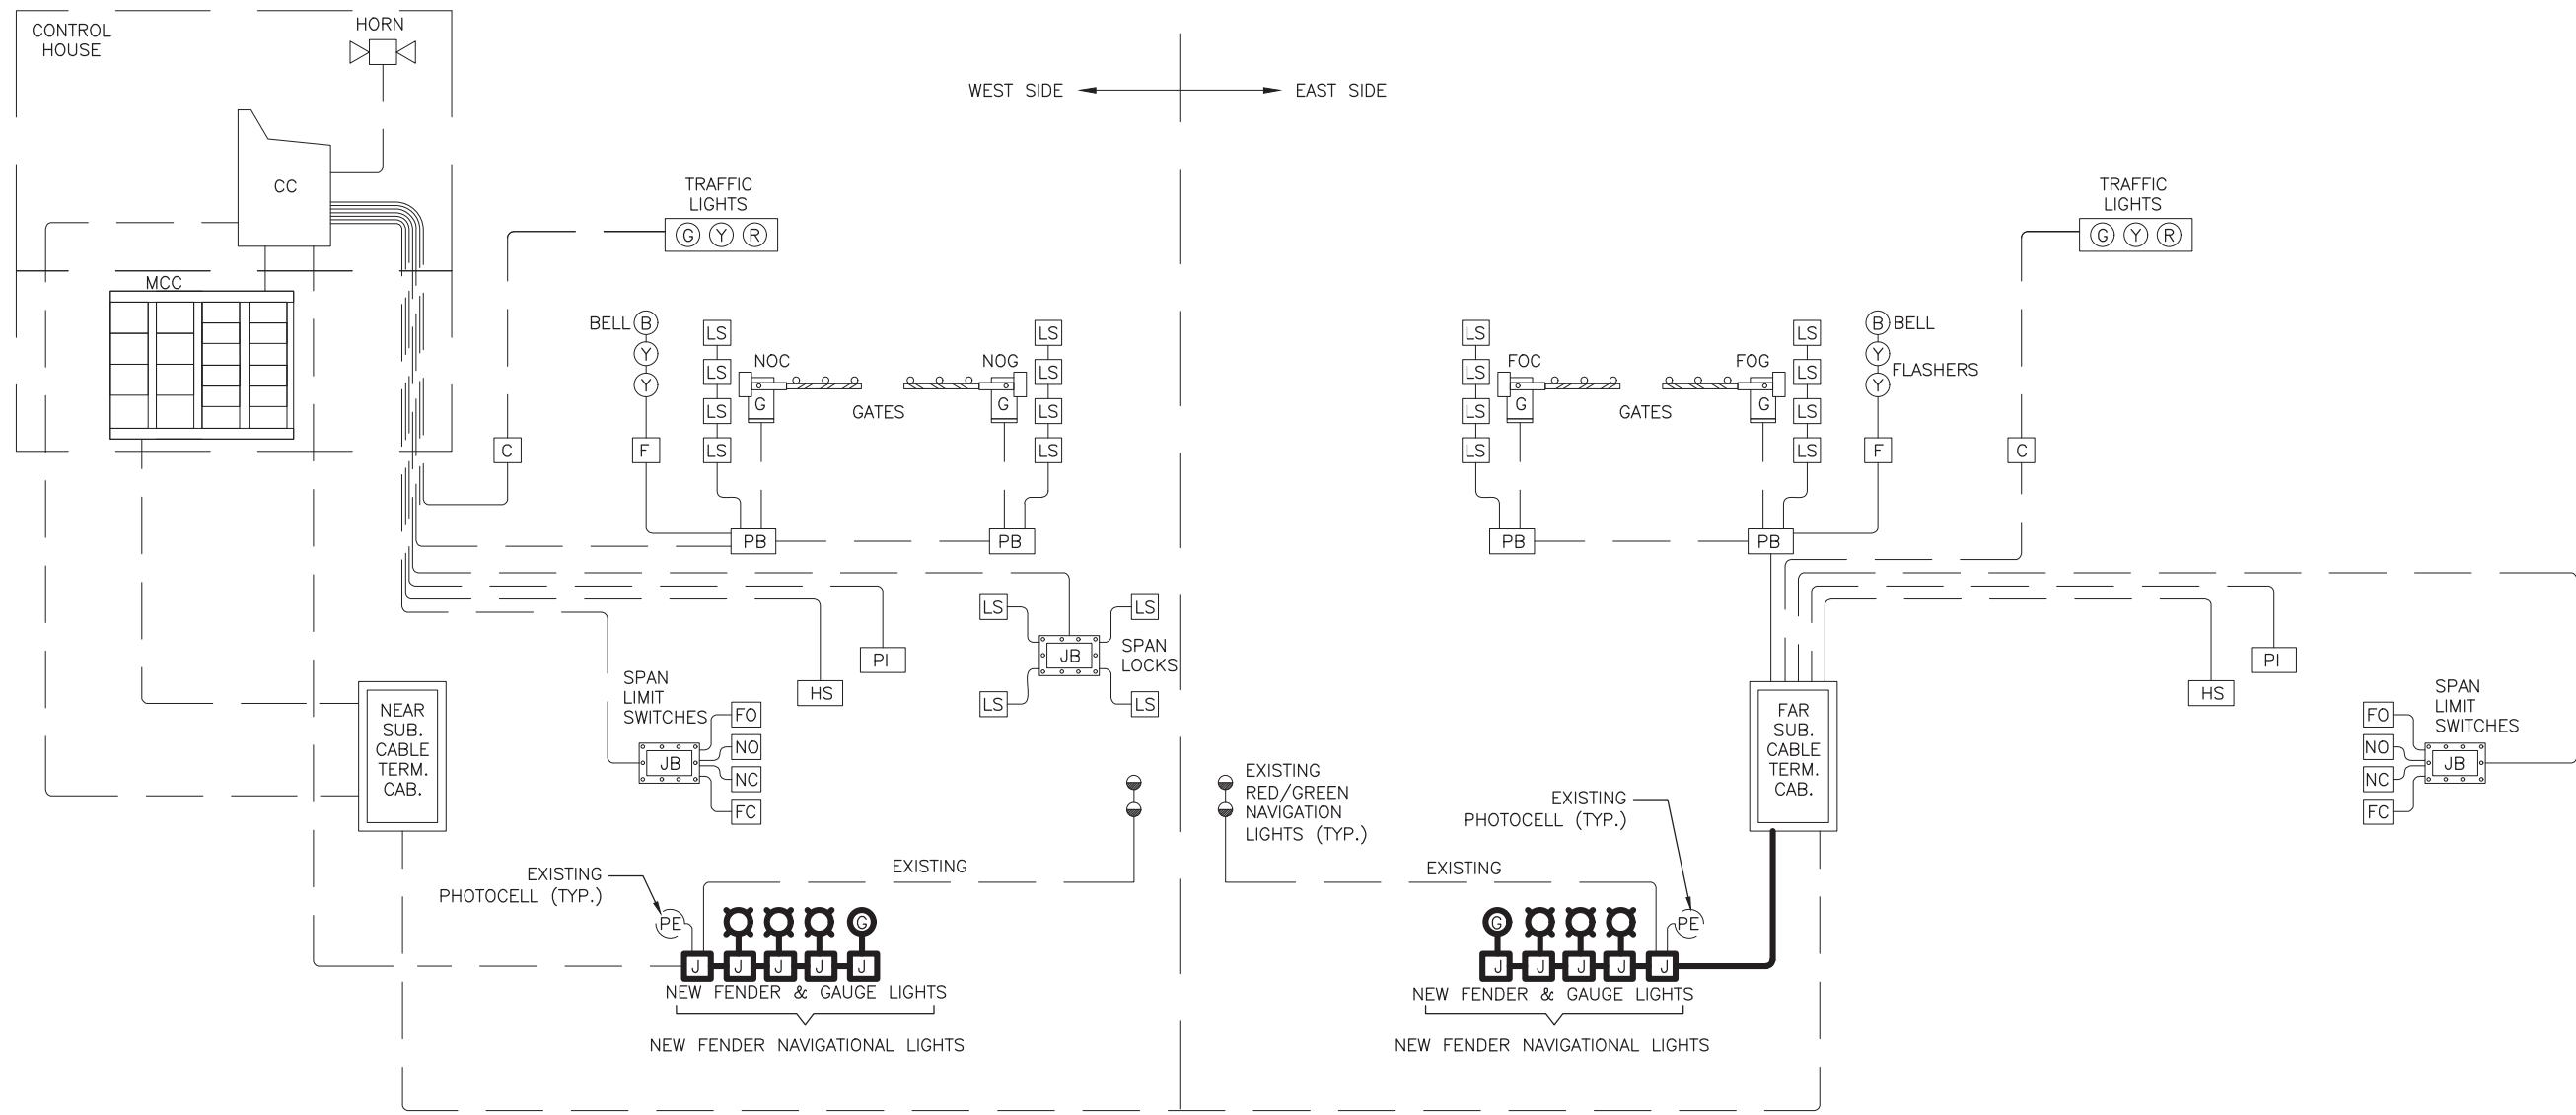 CONTROL
HOUSE
HORN
CC
MCC
WEST SIDE
EAST SIDE
TRAFFIC
LIGHTS
G Y R
TRAFFIC
LIGHTS
G Y R
BELL B
Y
Y
F
C
LS
LS
LS
LS
NOC
G
GATES
NOG
G
LS
LS
LS
LS
PB
PB
LS
LS
LS
LS
FOC
G
GATES
FOG
G
LS
LS
LS
LS
B BELL
Y
FLASHERS
Y
F
C
PB
PB
LS
LS
JB
SPAN
LOCKS
LS
LS
PI
HS
SPAN
LIMIT
SWITCHES
JB
FO
NO
NC
FC
NEAR
SUB.
CABLE
TERM.
CAB.
FAR
SUB.
CABLE
TERM.
CAB.
PI
HS
SPAN
LIMIT
SWITCHES
FO
NO
NC
FC
JB
EXISTING
RED/GREEN
NAVIGATION
LIGHTS (TYP.)
EXISTING
PHOTOCELL (TYP.)
EXISTING
EXISTING
EXISTING
PHOTOCELL (TYP.)
PE
G
J J J J J
NEW FENDER & GAUGE LIGHTS
NEW FENDER NAVIGATIONAL LIGHTS
G
PE
J J J J J
NEW FENDER & GAUGE LIGHTS
NEW FENDER NAVIGATIONAL LIGHTS